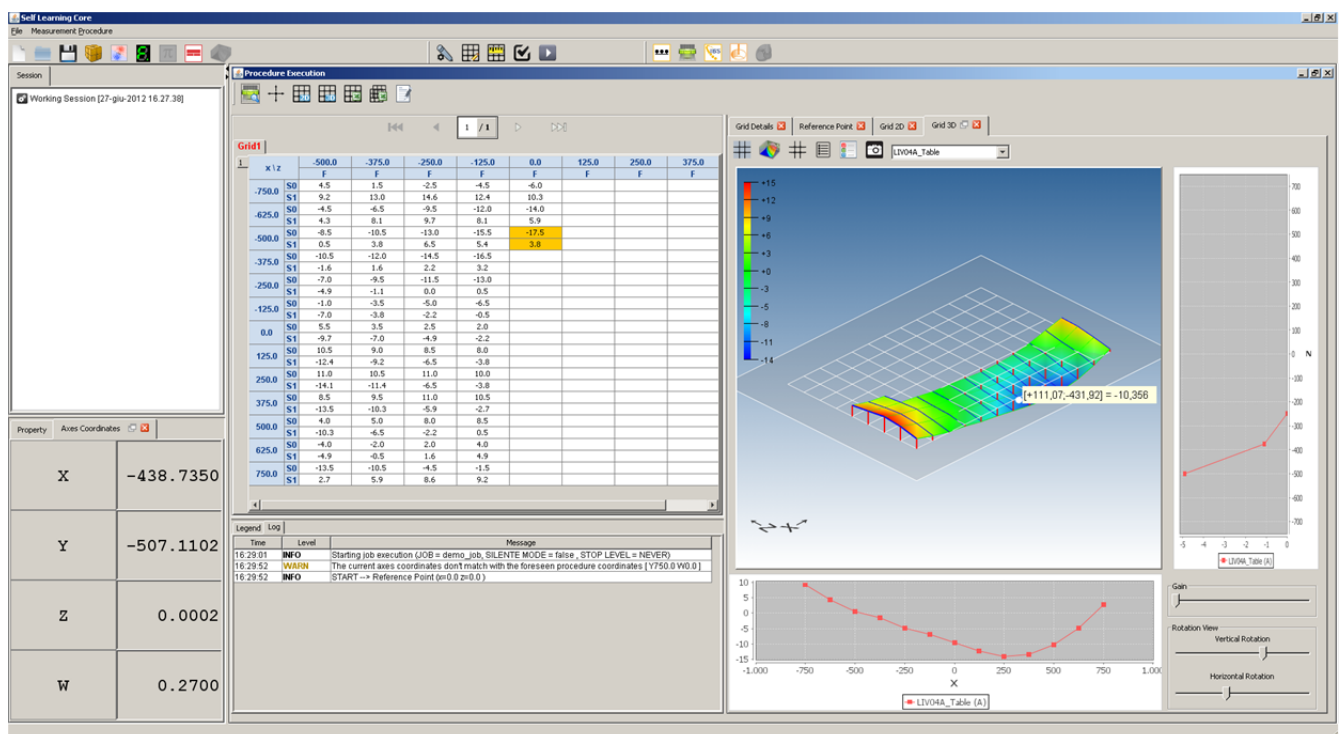 Self Learning Core
File Measurement Procedure
Session
Working Session [27-giu-2012 16.27.38]
Procedure Execution
1 / 1
Grid1
1
x \ z -500.0 -375.0 -250.0 -125.0 0.0 125.0 250.0 375.0
F F F F F F F F
-750.0 S0 4.5 1.5 -2.5 -4.5 -6.0
S1 9.2 13.0 14.6 12.4 10.3
-625.0 S0 -4.5 -6.5 -9.5 -12.0 -14.0
S1 4.3 8.1 9.7 8.1 5.9
-500.0 S0 -8.5 -10.5 -13.0 -15.5 -17.5
S1 0.5 3.8 6.5 5.4 3.8
-375.0 S0 -10.5 -12.0 -14.5 -16.5
S1 -1.6 1.6 2.2 3.2
-250.0 S0 -7.0 -9.5 -11.5 -13.0
S1 -4.9 -1.1 0.0 0.5
-125.0 S0 -1.0 -3.5 -5.0 -6.5
S1 -7.0 -3.8 -2.2 -0.5
0.0 S0 5.5 3.5 2.5 2.0
S1 -9.7 -7.0 -4.9 -2.2
125.0 S0 10.5 9.0 8.5 8.0
S1 -12.4 -9.2 -6.5 -3.8
250.0 S0 11.0 10.5 11.0 10.0
S1 -14.1 -11.4 -6.5 -3.8
375.0 S0 8.5 9.5 11.0 10.5
S1 -13.5 -10.3 -5.9 -2.7
500.0 S0 4.0 5.0 8.0 8.5
S1 -10.3 -6.5 -2.2 0.5
625.0 S0 -4.0 -2.0 2.0 4.0
S1 -4.9 -0.5 1.6 4.9
750.0 S0 -13.5 -10.5 -4.5 -1.5
S1 2.7 5.9 8.6 9.2
Grid Details Reference Point Grid 2D Grid 3D
LIV04A_Table
+15
+12
+9
+6
+3
+0
-3
-5
-8
-11
-14
[+111,07;-431,92] = -10,356
Z X
700
600
500
400
300
200
100
0 N
-100
-200
-300
-400
-500
-600
-700
-5 -4 -3 -2 -1 0
LIV04A_Table (A)
Property Axes Coordinates
X -438.7350
Y -507.1102
Z 0.0002
W 0.2700
Legend Log
Time Level Message
16:29:01 INFO Starting job execution (JOB = demo_job, SILENTE MODE = false , STOP LEVEL = NEVER)
16:29:52 WARN The current axes coordinates don't match with the foreseen procedure coordinates [ Y750.0 W0.0 ]
16:29:52 INFO START --> Reference Point (x=0.0 z=0.0 )
10
5
0
-5
-10
-15
-1.000 -750 -500 -250 0 250 500 750 1.000
X
LIV04A_Table (A)
Gain
Rotation View
Vertical Rotation
Horizontal Rotation